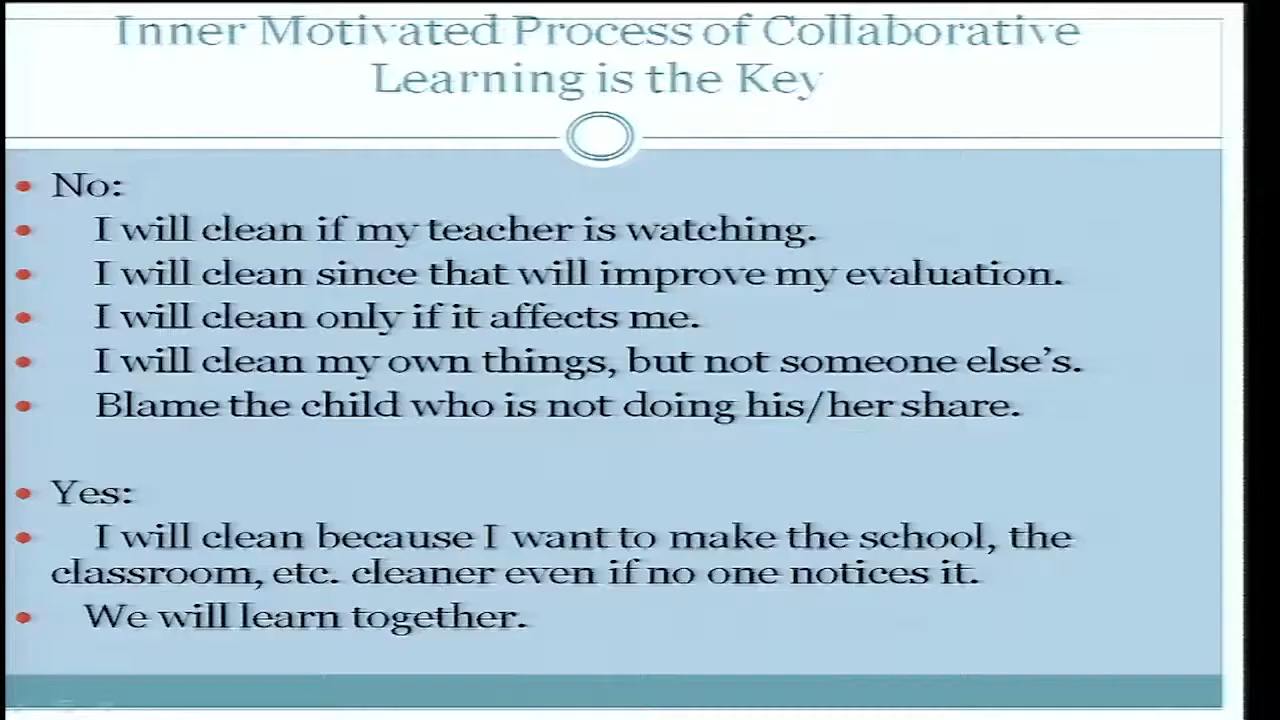 Inner Motivated Process of Collaborative
Learning is the Key
• No:
• I will clean if my teacher is watching.
• I will clean since that will improve my evaluation.
• I will clean only if it affects me.
• I will clean my own things, but not someone else's.
• Blame the child who is not doing his/her share.
• Yes:
• I will clean because I want to make the school, the
classroom, etc. cleaner even if no one notices it.
• We will learn together.